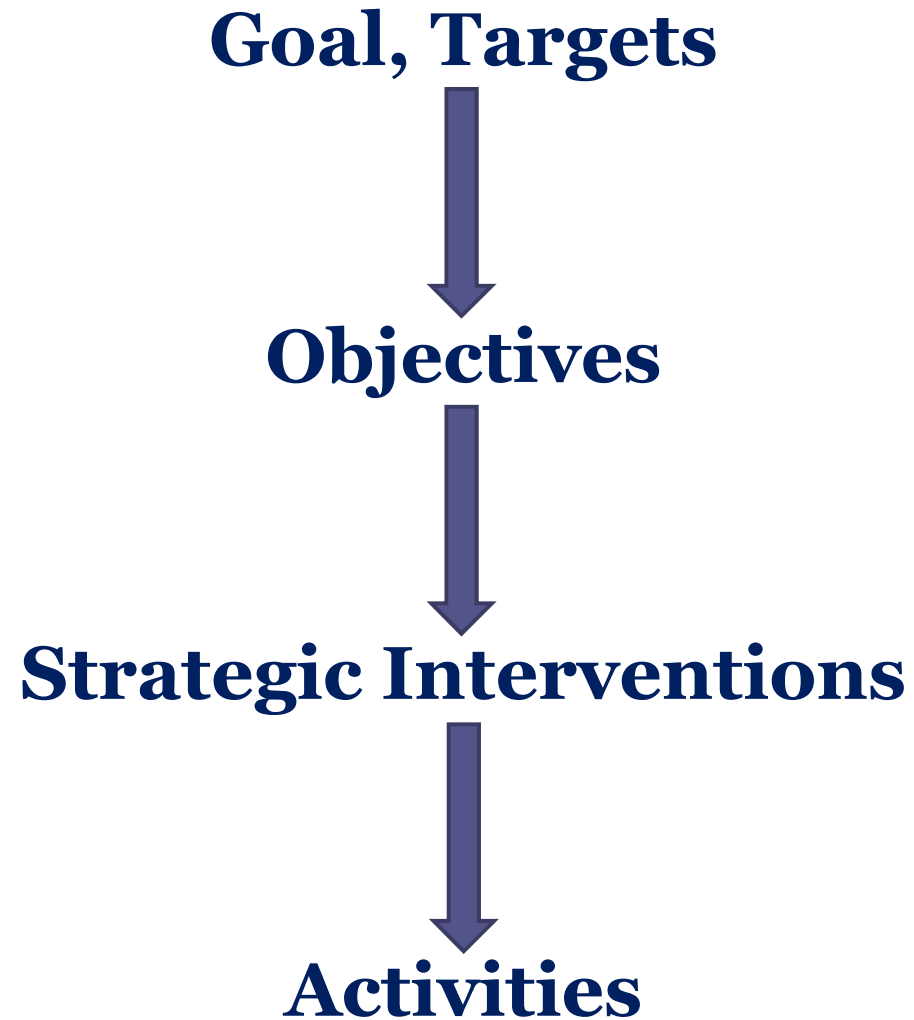 Goal, Targets
Objectives
Strategic Interventions
Activities